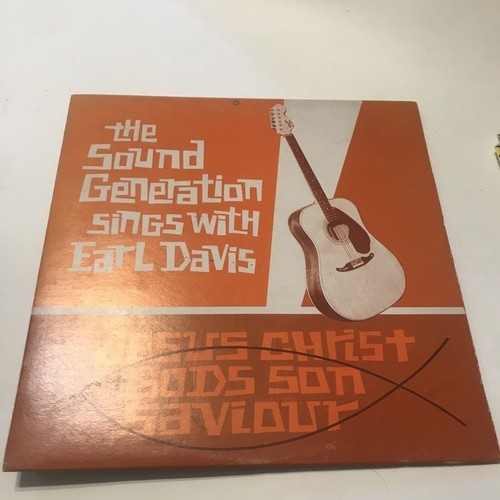 the
Sound
Generation
sings with
Earl Davis
Jesus Christ
Gods Son
Saviour